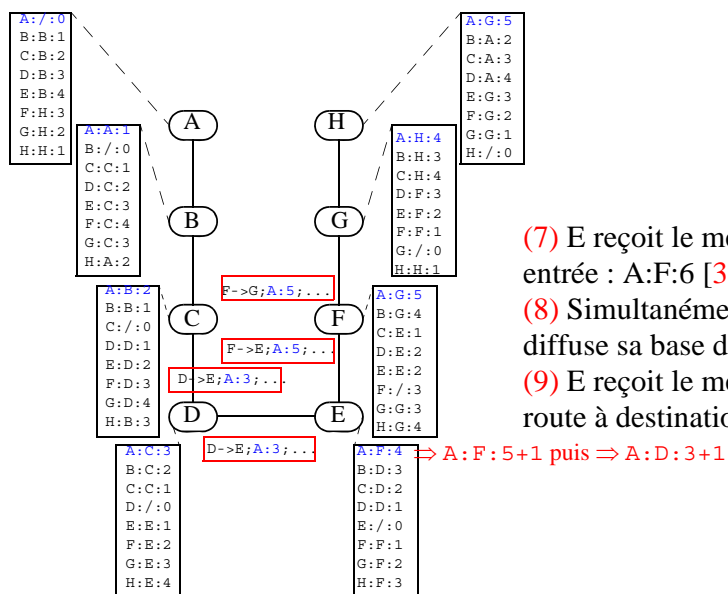 A:/:0
B:B:1
C:B:2
D:B:3
E:B:4
F:H:3
G:H:2
H:H:1
A:G:5
B:A:2
C:A:3
D:A:4
E:G:3
F:G:2
G:G:1
H:/:0
A
H
A:A:1
B:/:0
C:C:1
D:C:2
E:C:3
F:C:4
G:C:3
H:A:2
A:H:4
B:H:3
C:H:4
D:F:3
E:F:2
F:F:1
G:/:0
H:H:1
B
G
(7) E reçoit le
entrée : A:F:6 [3
(8)
diffuse sa base
(9) E reçoit le
route à
A:B:2
B:B:1
C:/:0
D:D:1
E:D:2
F:D:3
G:D:4
H:B:3
F->G;A:5;...
C
F
F->E;A:5;...
D->E;A:3;...
A:G:5
B:G:4
C:E:1
D:E:2
E:E:2
F:/:3
G:G:3
H:G:4
D
E
D->E;A:3;...
A:C:3
B:C:2
C:C:1
D:/:0
E:E:1
F:E:2
G:E:3
H:E:4
A:F:4
B:D:3
C:D:2
D:D:1
E:/:0
F:F:1
G:F:2
H:F:3
⇒ A:F:5+1 puis ⇒ A:D:3+1